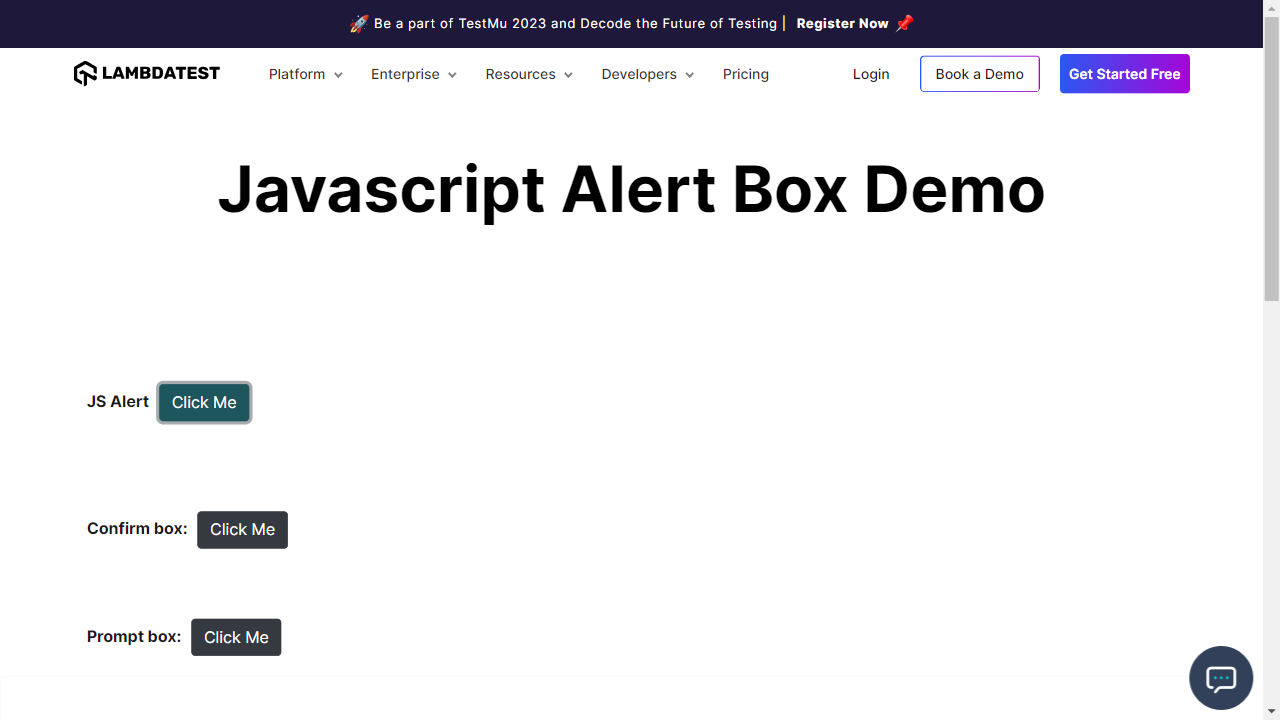 🚀 Be a part of TestMu 2023 and Decode the Future of Testing | Register Now 📌
LAMBDATEST Platform Enterprise Resources Developers Pricing Login Book a Demo Get Started Free
Javascript Alert Box Demo
JS Alert Click Me
Confirm box: Click Me
Prompt box: Click Me